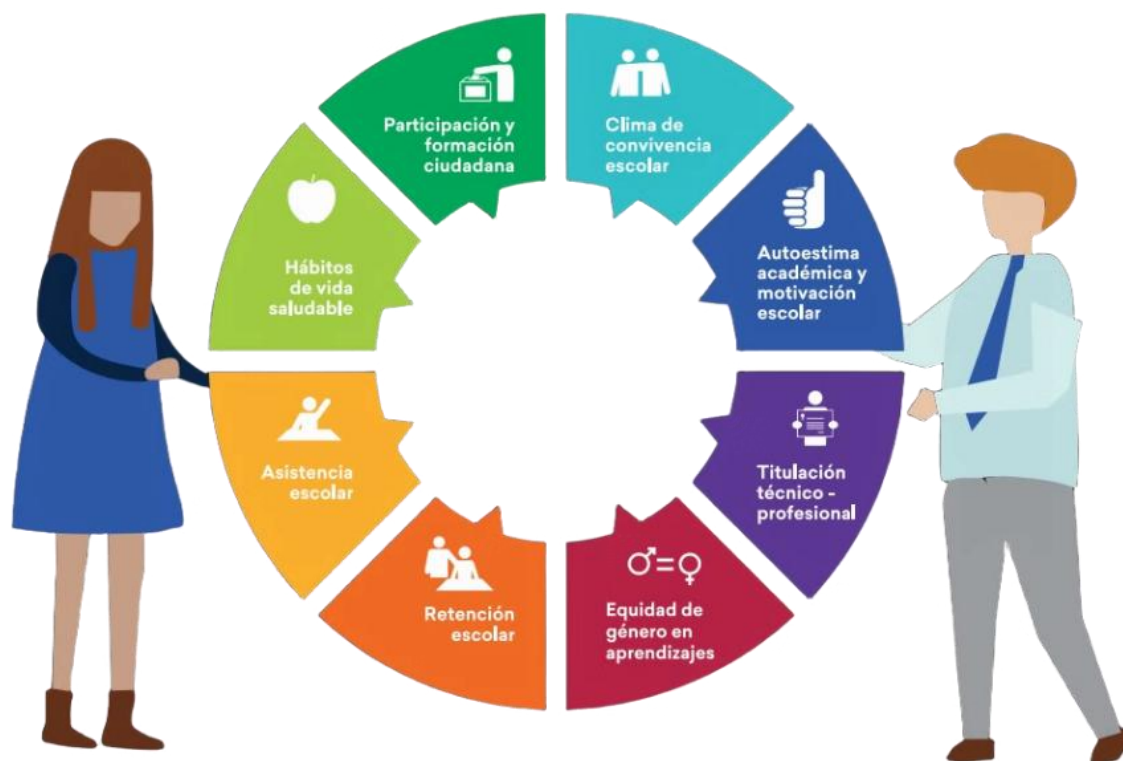 Participación y
formación
ciudadana
Clima de
convivencia
escolar
Autoestima
académica y
motivación
escolar
Titulación
técnico -
profesional
Equidad de
género en
aprendizajes
Retención
escolar
Asistencia
escolar
Hábitos
de vida
saludable